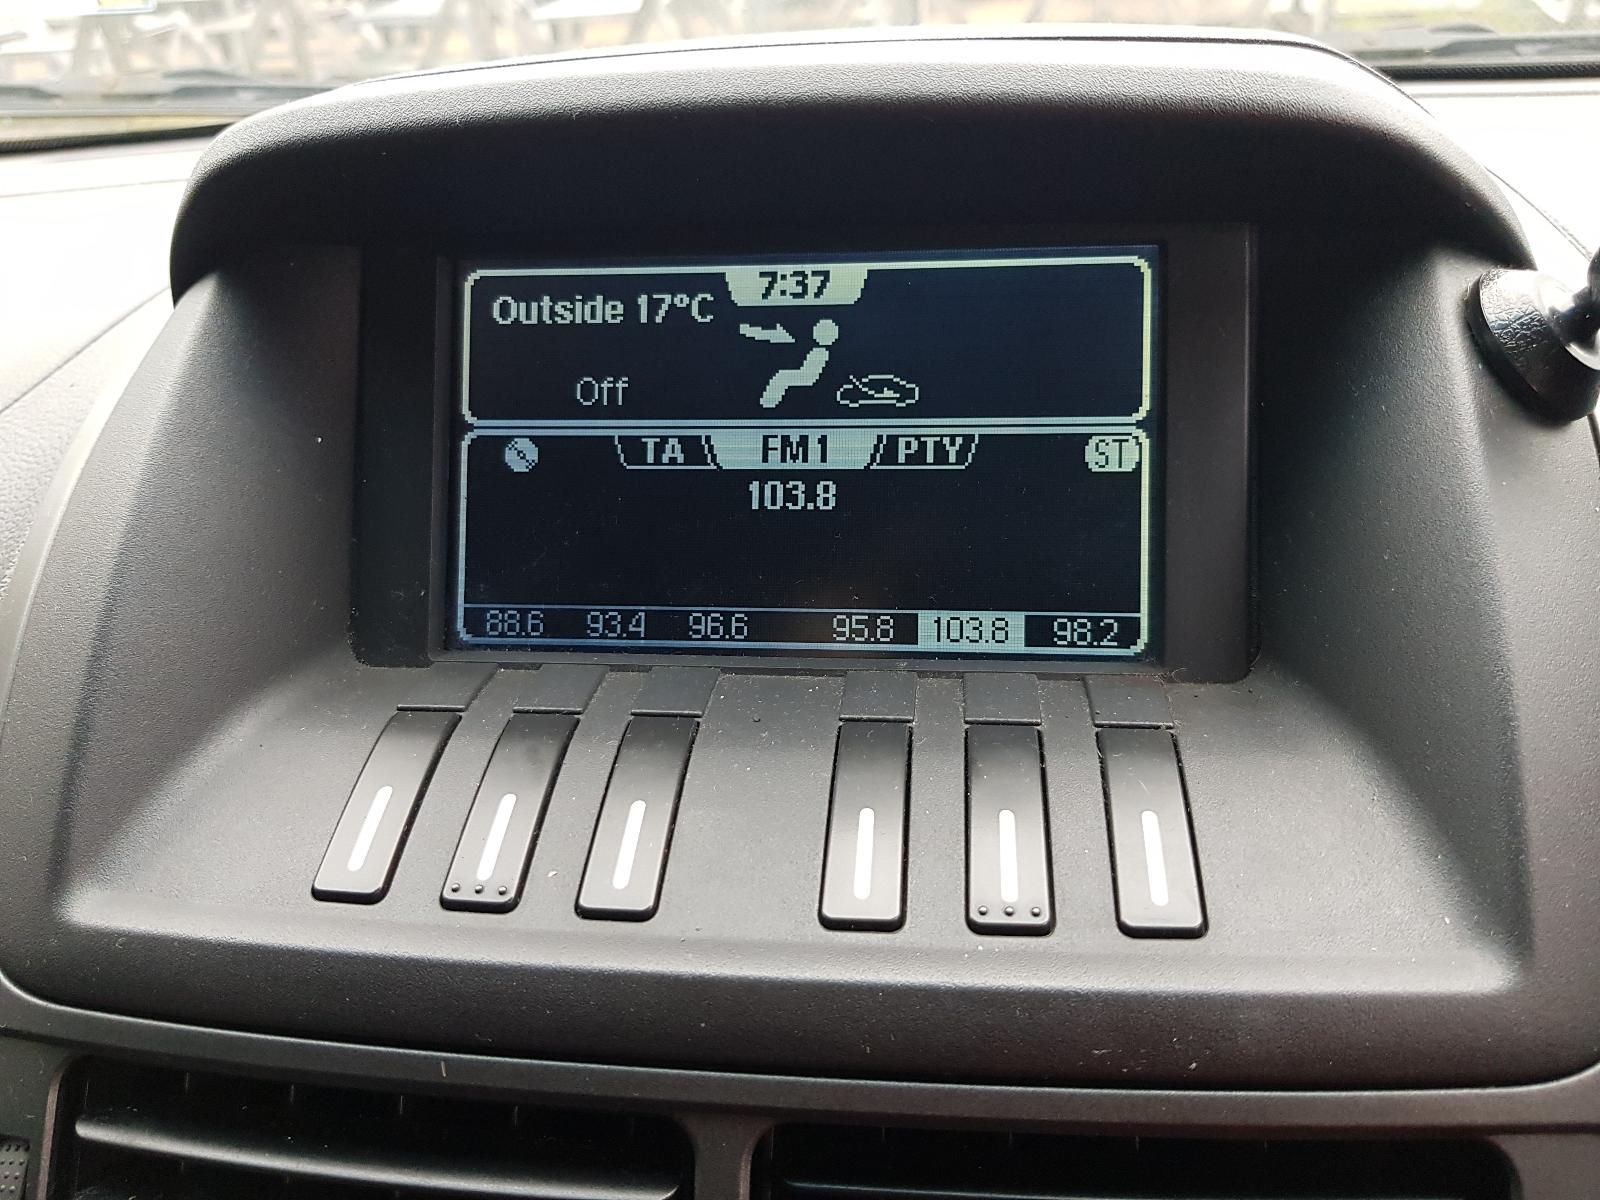 7:37
Outside 17°C
Off
TA FM1 PTY ST
103.8
88.6 93.4 96.6 95.8 103.8 98.2